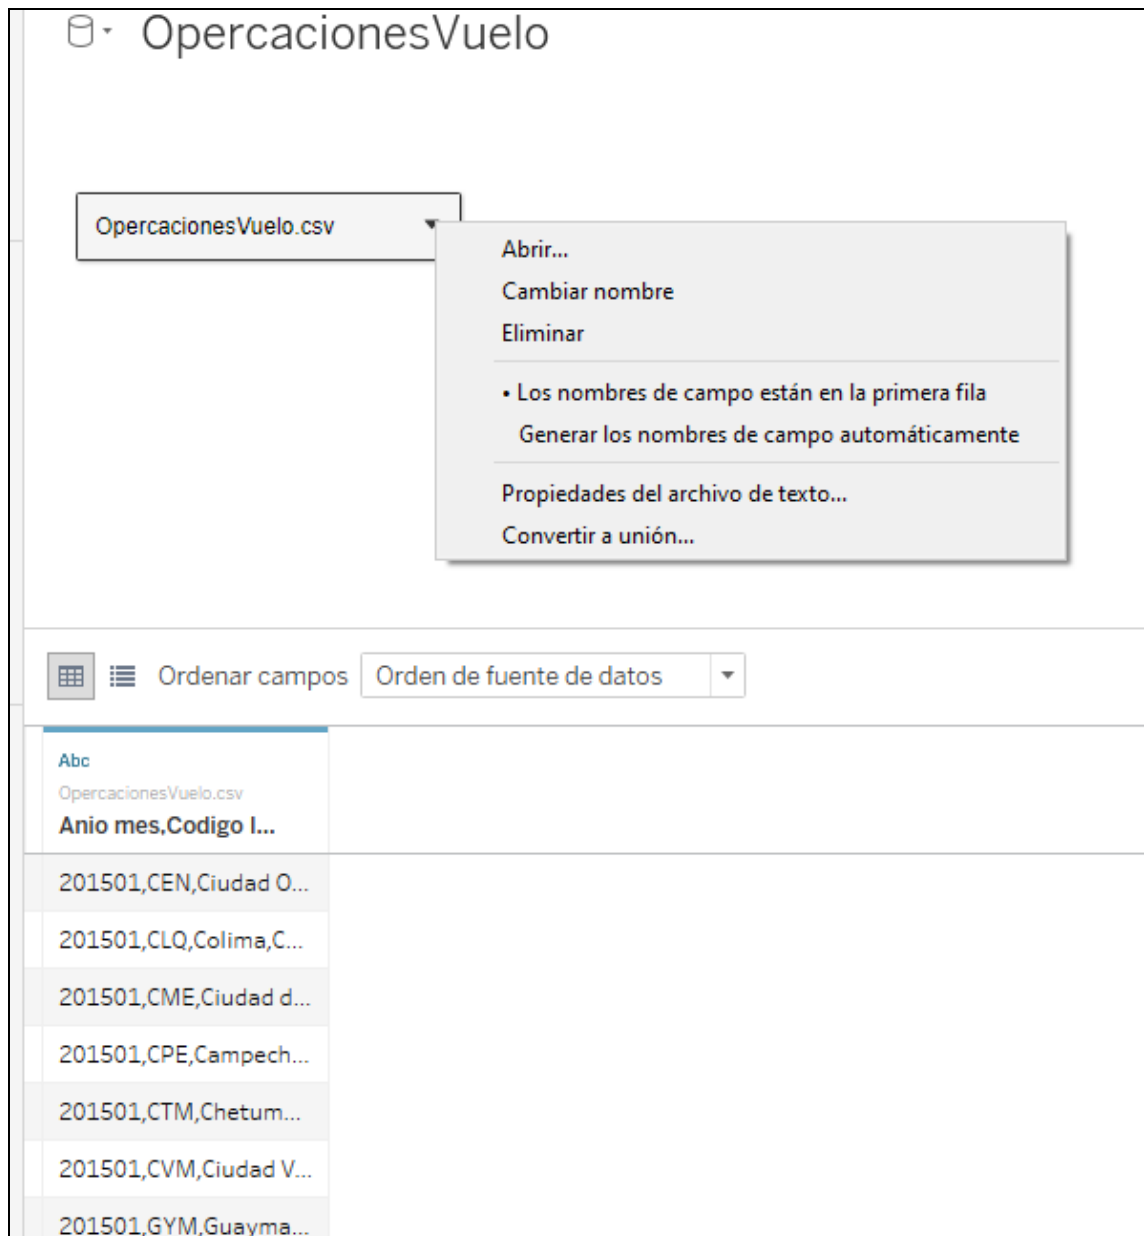 OpercacionesVuelo
OpercacionesVuelo.csv
Abrir...
Cambiar nombre
Eliminar
• Los nombres de campo están en la primera fila
Generar los nombres de campo automáticamente
Propiedades del archivo de texto...
Convertir a unión...
Ordenar campos Orden de fuente de datos
Abc
OpercacionesVuelo.csv
Anio mes,Codigo I...
201501,CEN,Ciudad O...
201501,CLQ,Colima,C...
201501,CME,Ciudad d...
201501,CPE,Campech...
201501,CTM,Chetum...
201501,CVM,Ciudad V...
201501,GYM,Guayma...